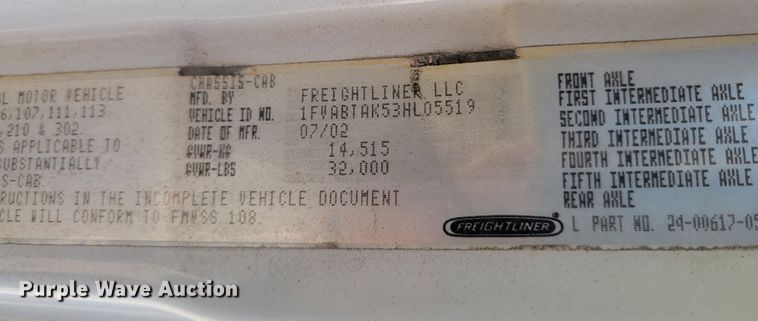 CHASSIS-CAB
L MOTOR VEHICLE
6,107,111,113
,210 & 302.
S APPLICABLE TO
SUBSTANTIALLY
S-CAB
MFD. BY FREIGHTLINER LLC
VEHICLE ID NO. 1FVABTAK53HL05519
DATE OF MFR. 07/02
GVWR-KG 14,515
GVWR-LBS 32,000
RUCTIONS IN THE INCOMPLETE VEHICLE DOCUMENT
CLE WILL CONFORM TO FMVSS 108.
FRONT AXLE
FIRST INTERMEDIATE AXLE
SECOND INTERMEDIATE AXLE
THIRD INTERMEDIATE AXLE
FOURTH INTERMEDIATE AXLE
FIFTH INTERMEDIATE AXLE
REAR AXLE
FREIGHTLINER
L PART NO. 24-00617-05
Purple Wave Auction